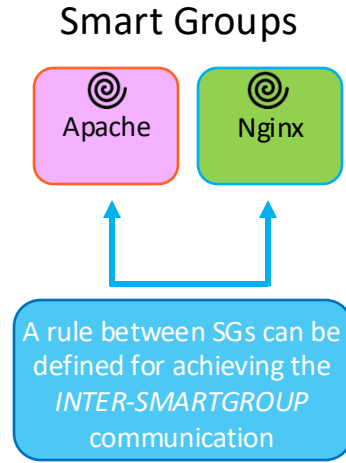 Smart Groups
Apache
Nginx
A rule between SGs can be
defined for achieving the
INTER-SMARTGROUP
communication